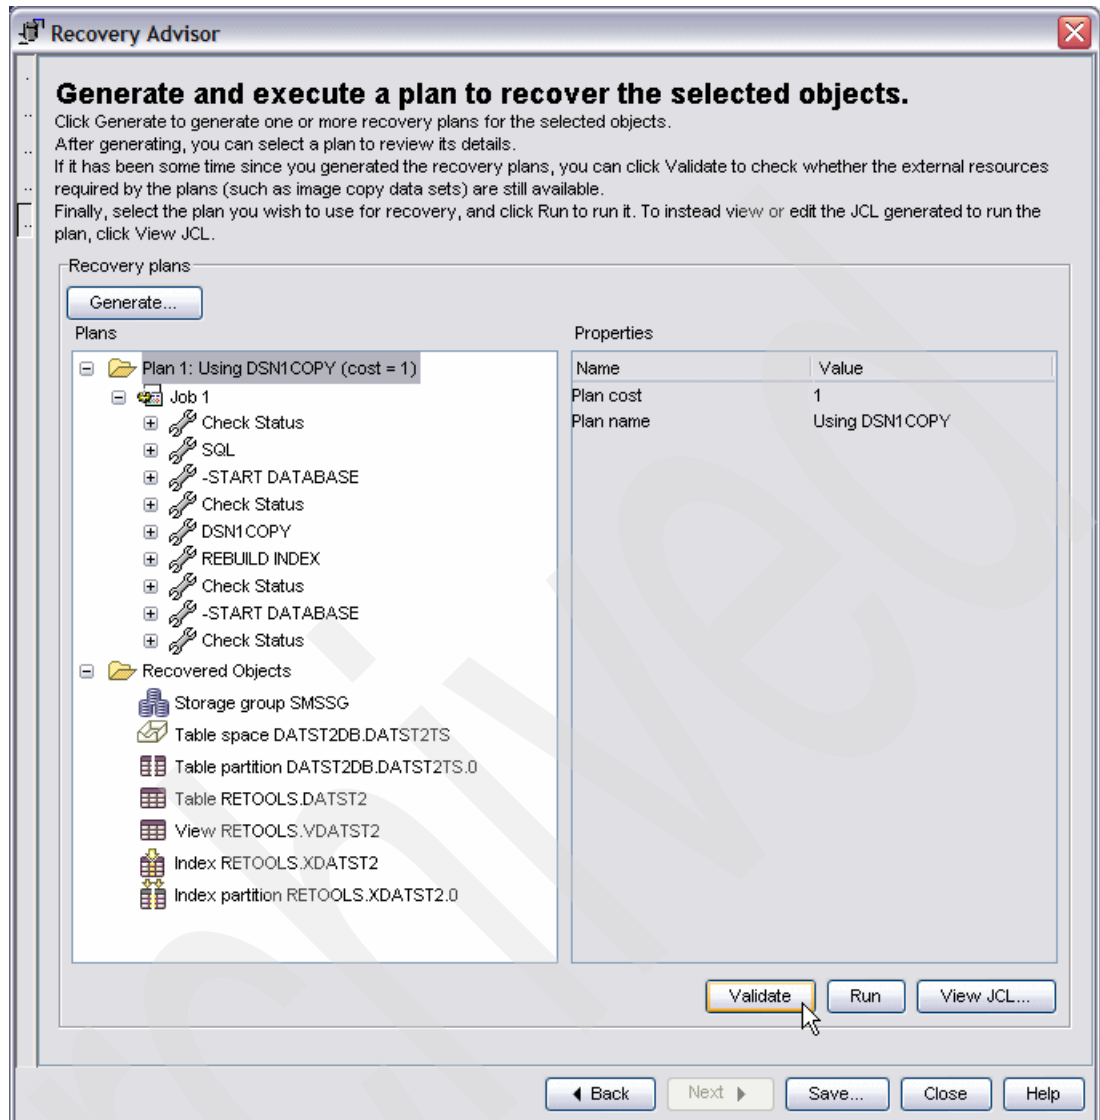 Recovery Advisor
Generate and execute a plan to recover the selected objects.
Click Generate to generate one or more recovery plans for the selected objects.
After generating, you can select a plan to review its details.
If it has been some time since you generated the recovery plans, you can click Validate to check whether the external resources
required by the plans (such as image copy data sets) are still available.
Finally, select the plan you wish to use for recovery, and click Run to run it. To instead view or edit the JCL generated to run the
plan, click View JCL.
Recovery plans
Generate...
Plans
Properties
Plan 1: Using DSN1COPY (cost = 1)
Job 1
Check Status
SQL
-START DATABASE
Check Status
DSN1COPY
REBUILD INDEX
Check Status
-START DATABASE
Check Status
Recovered Objects
Storage group SMSSG
Table space DATST2DB.DATST2TS
Table partition DATST2DB.DATST2TS.0
Table RETOOLS.DATST2
View RETOOLS.VDATST2
Index RETOOLS.XDATST2
Index partition RETOOLS.XDATST2.0
Name Value
Plan cost 1
Plan name Using DSN1COPY
Validate Run View JCL...
Back Next Save... Close Help